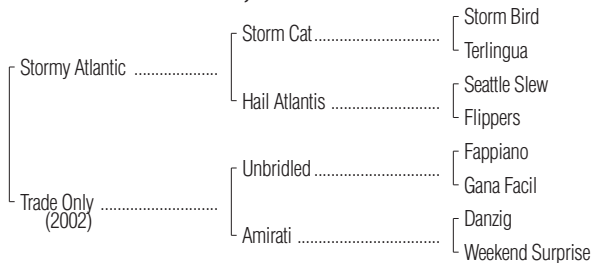 Storm Bird
Storm Cat........................................
Terlingua
Stormy Atlantic .....................
Seattle Slew
Hail Atlantis ....................................
Flippers
Fappiano
Unbridled........................................
Gana Facil
Trade Only ..............................
(2002)
Danzig
Amirati ............................................
Weekend Surprise